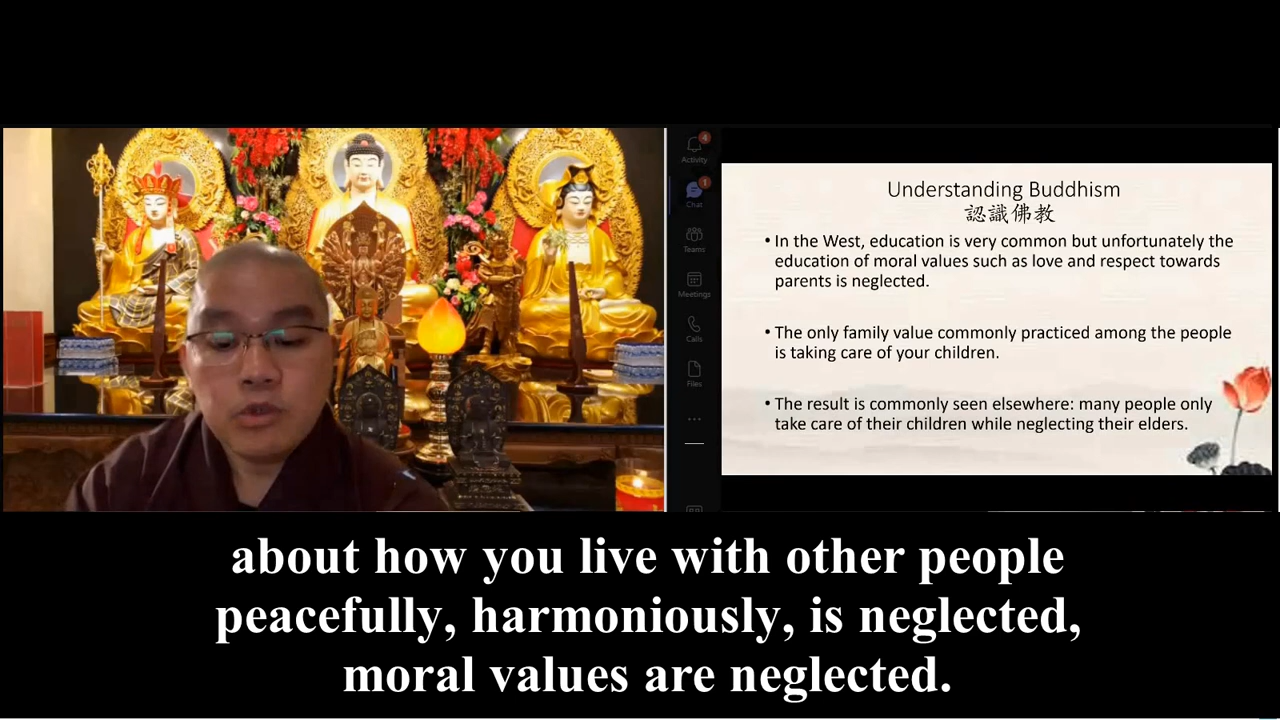 Activity
4
Chat
1
Teams
Meetings
Calls
Files
Understanding Buddhism
認識佛教
• In the West, education is very common but unfortunately the
education of moral values such as love and respect towards
parents is neglected.
• The only family value commonly practiced among the people
is taking care of your children.
• The result is commonly seen elsewhere: many people only
take care of their children while neglecting their elders.
about how you live with other people
peacefully, harmoniously, is neglected,
moral values are neglected.